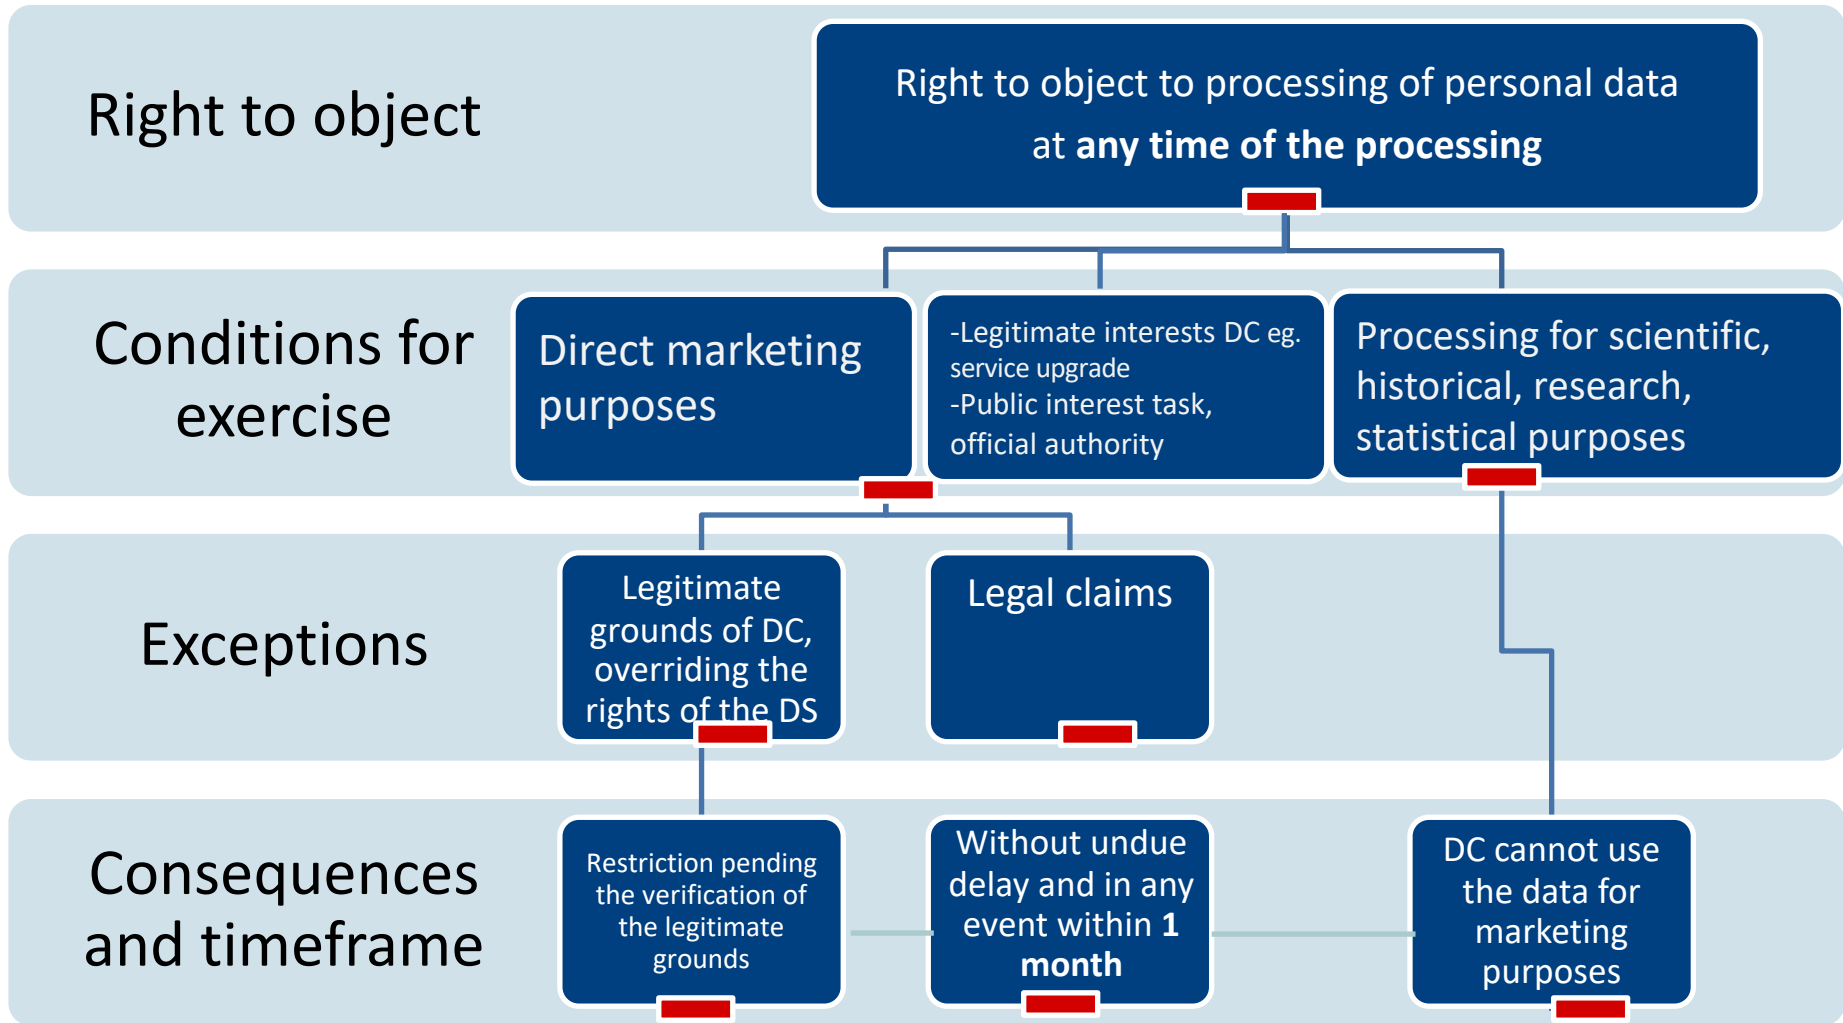 Right to object
Right to object to processing of personal data
at any time of the processing
Conditions for
exercise
Direct marketing
purposes
-Legitimate interests DC eg.
service upgrade
-Public interest task,
official authority
Processing for scientific,
historical, research,
statistical purposes
Exceptions
Legitimate
grounds of DC,
overriding the
rights of the DS
Legal claims
Consequences
and timeframe
Restriction pending
the verification of
the legitimate
grounds
Without undue
delay and in any
event within 1
month
DC cannot use
the data for
marketing
purposes